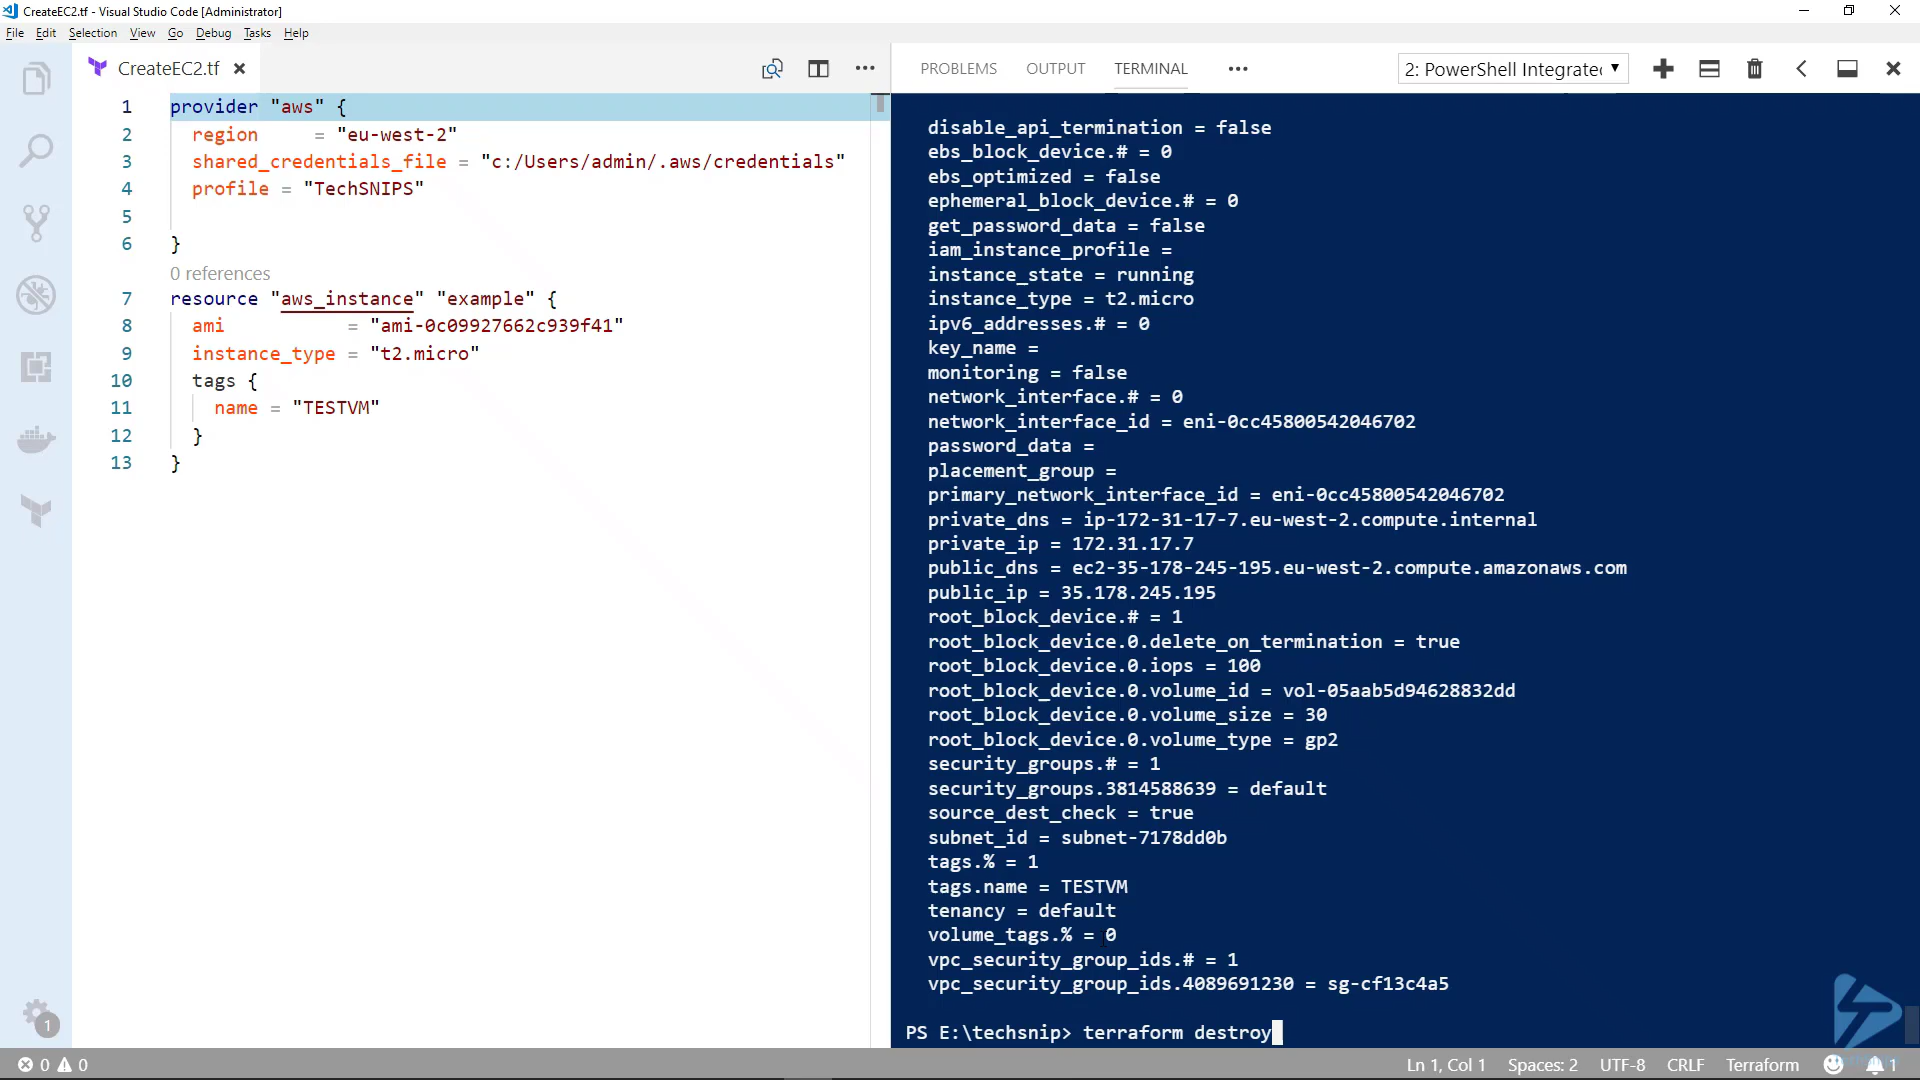 CreateEC2.tf - Visual Studio Code [Administrator]
File Edit Selection View Go Debug Tasks Help
CreateEC2.tf
PROBLEMS OUTPUT TERMINAL
2: PowerShell Integrated
1 provider "aws" {
2 region = "eu-west-2"
3 shared_credentials_file = "c:/Users/admin/.aws/credentials"
4 profile = "TechSNIPS"
5
6 }
0 references
7 resource "aws_instance" "example" {
8 ami = "ami-0c09927662c939f41"
9 instance_type = "t2.micro"
10 tags {
11 name = "TESTVM"
12 }
13 }
disable_api_termination = false
ebs_block_device.# = 0
ebs_optimized = false
ephemeral_block_device.# = 0
get_password_data = false
iam_instance_profile =
instance_state = running
instance_type = t2.micro
ipv6_addresses.# = 0
key_name =
monitoring = false
network_interface.# = 0
network_interface_id = eni-0cc45800542046702
password_data =
placement_group =
primary_network_interface_id = eni-0cc45800542046702
private_dns = ip-172-31-17-7.eu-west-2.compute.internal
private_ip = 172.31.17.7
public_dns = ec2-35-178-245-195.eu-west-2.compute.amazonaws.com
public_ip = 35.178.245.195
root_block_device.# = 1
root_block_device.0.delete_on_termination = true
root_block_device.0.iops = 100
root_block_device.0.volume_id = vol-05aab5d94628832dd
root_block_device.0.volume_size = 30
root_block_device.0.volume_type = gp2
security_groups.# = 1
security_groups.3814588639 = default
source_dest_check = true
subnet_id = subnet-7178dd0b
tags.% = 1
tags.name = TESTVM
tenancy = default
volume_tags.% = 0
vpc_security_group_ids.# = 1
vpc_security_group_ids.4089691230 = sg-cf13c4a5
PS E:\techsnip> terraform destroy
1
0 0
Ln 1, Col 1 Spaces: 2 UTF-8 CRLF Terraform 1